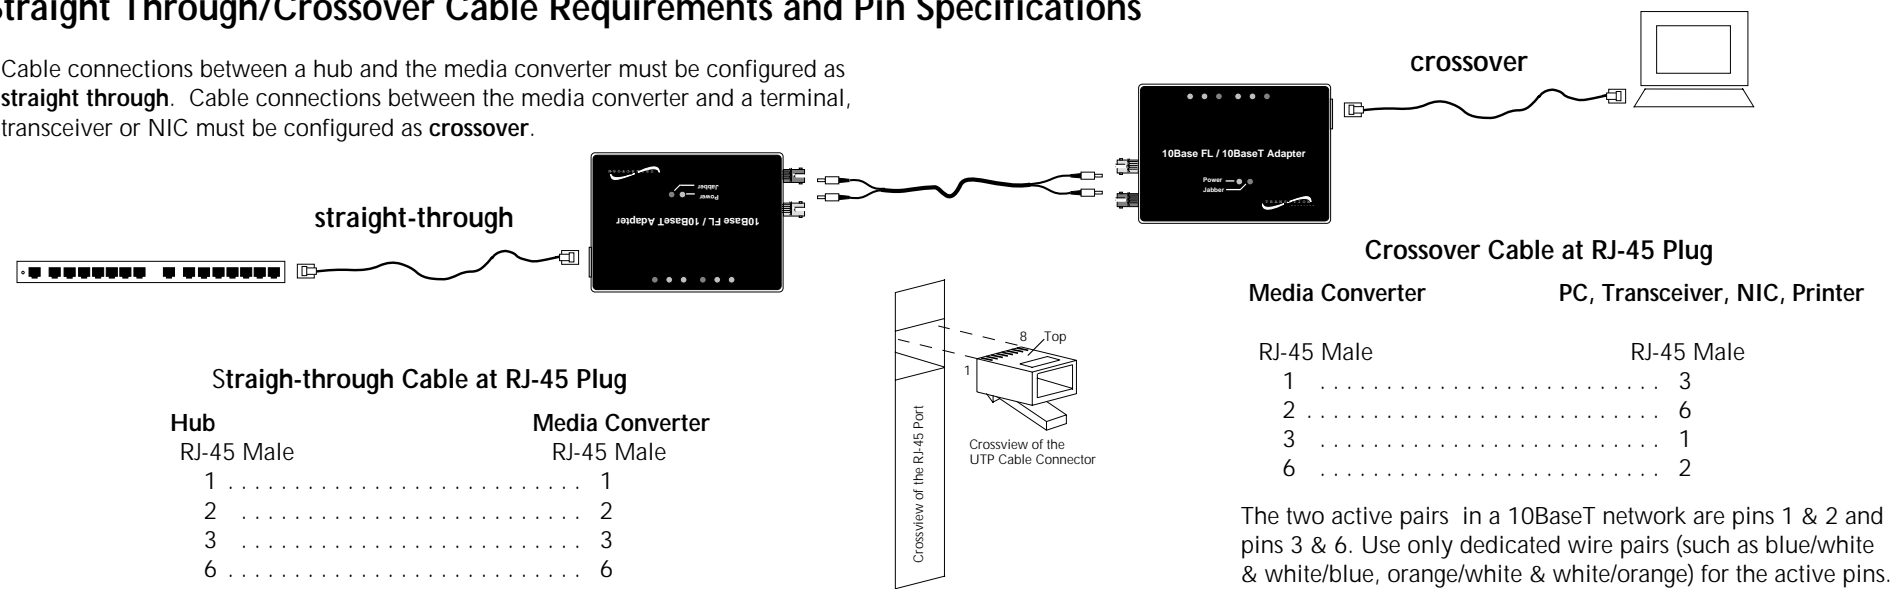 Straight Through/Crossover Cable Requirements and Pin Specifications
Cable connections between a hub and the media converter must be configured as
straight through. Cable connections between the media converter and a terminal,
transceiver or NIC must be configured as crossover.
crossover
10Base FL / 10BaseT Adapter
Power
Jabber
TRANSITION
straight-through
10Base FL / 10BaseT Adapter
Power
Jabber
TRANSITION
Straigh-through Cable at RJ-45 Plug
Hub Media Converter
RJ-45 Male RJ-45 Male
1 . . . . . . . . . . . . . . . . . . . . . . . . . . . 1
2 . . . . . . . . . . . . . . . . . . . . . . . . . . 2
3 . . . . . . . . . . . . . . . . . . . . . . . . . . 3
6 . . . . . . . . . . . . . . . . . . . . . . . . . . . 6
Crossview of the RJ-45 Port
8 Top
1
Crossview of the
UTP Cable Connector
Crossover Cable at RJ-45 Plug
Media Converter PC, Transceiver, NIC, Printer
RJ-45 Male RJ-45 Male
1 . . . . . . . . . . . . . . . . . . . . . . . . . . 3
2 . . . . . . . . . . . . . . . . . . . . . . . . . . . 6
3 . . . . . . . . . . . . . . . . . . . . . . . . . . 1
6 . . . . . . . . . . . . . . . . . . . . . . . . . . 2
The two active pairs in a 10BaseT network are pins 1 & 2 and
pins 3 & 6. Use only dedicated wire pairs (such as blue/white
& white/blue, orange/white & white/orange) for the active pins.